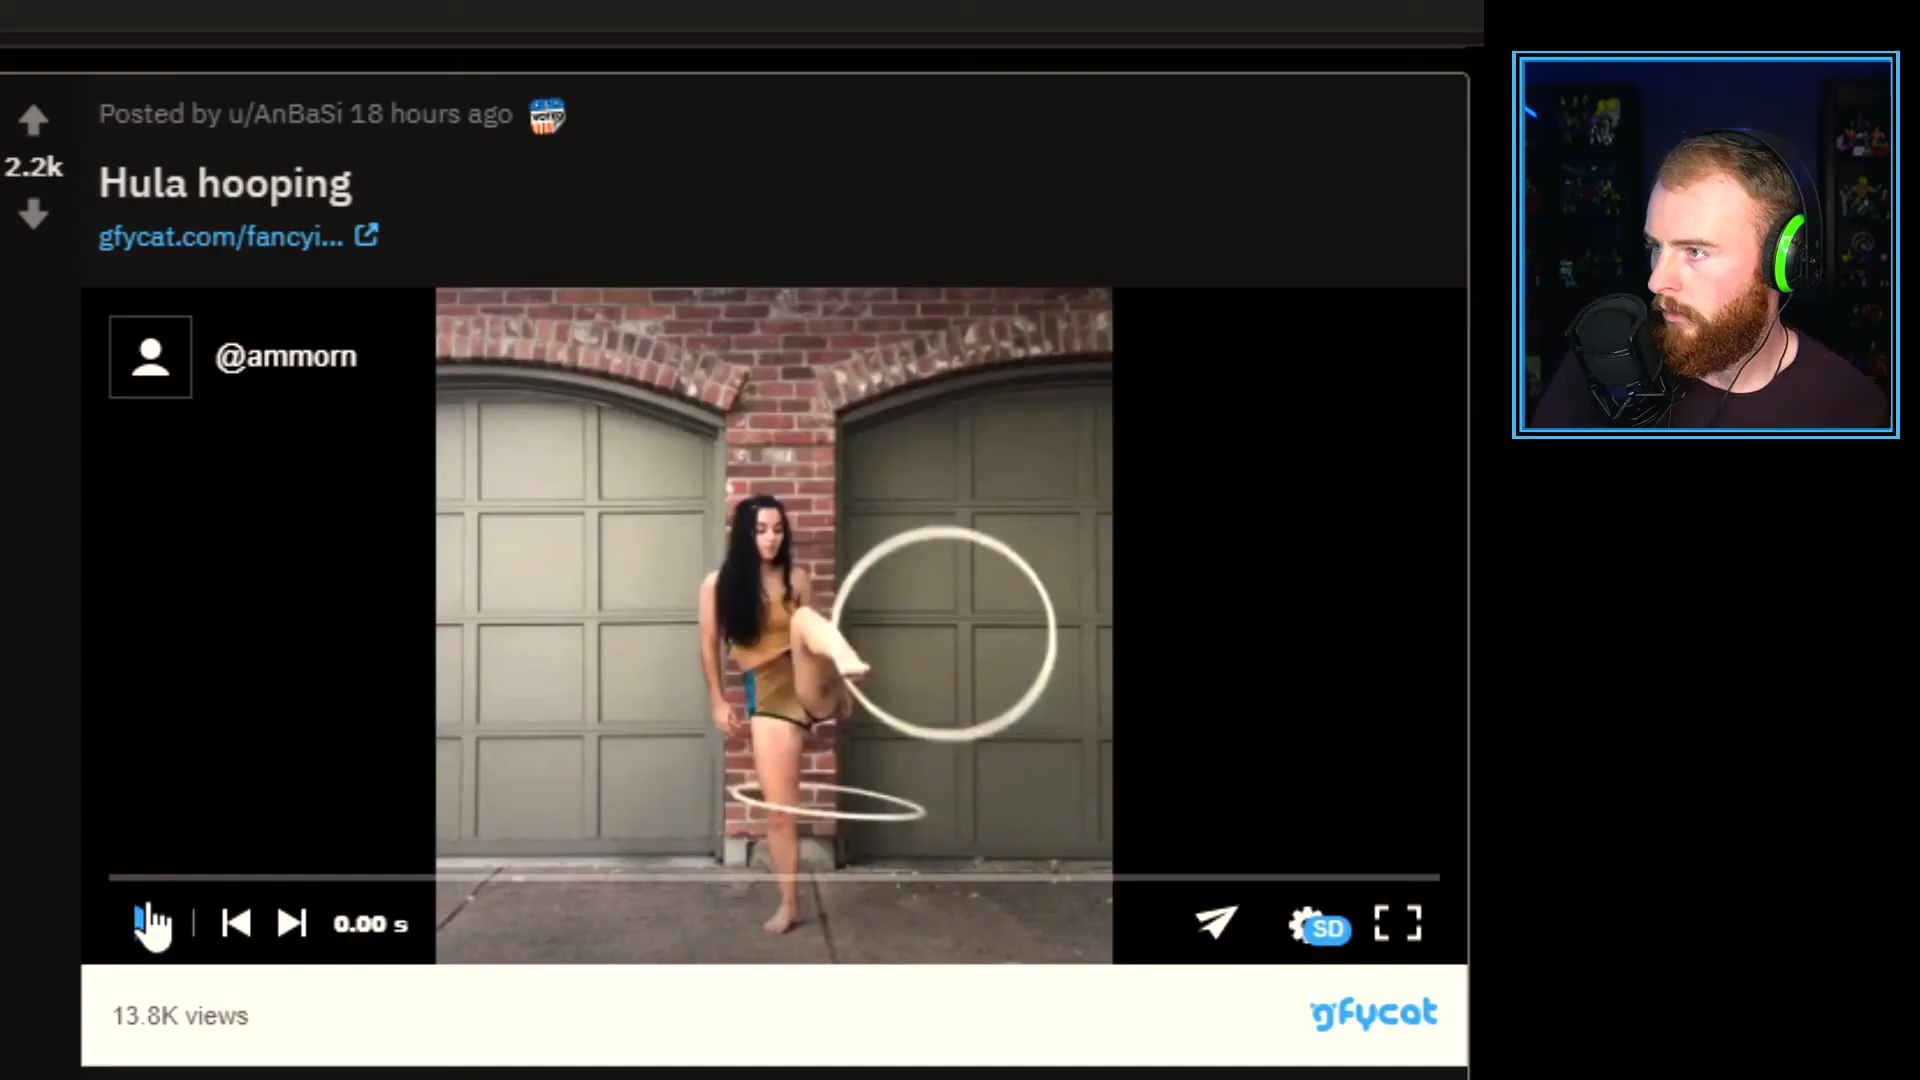 Posted by u/AnBaSi 18 hours ago
2.2k
Hula hooping
gfycat.com/fancyi...
@ammorn
0.00 s
SD
13.8K views
gfycat